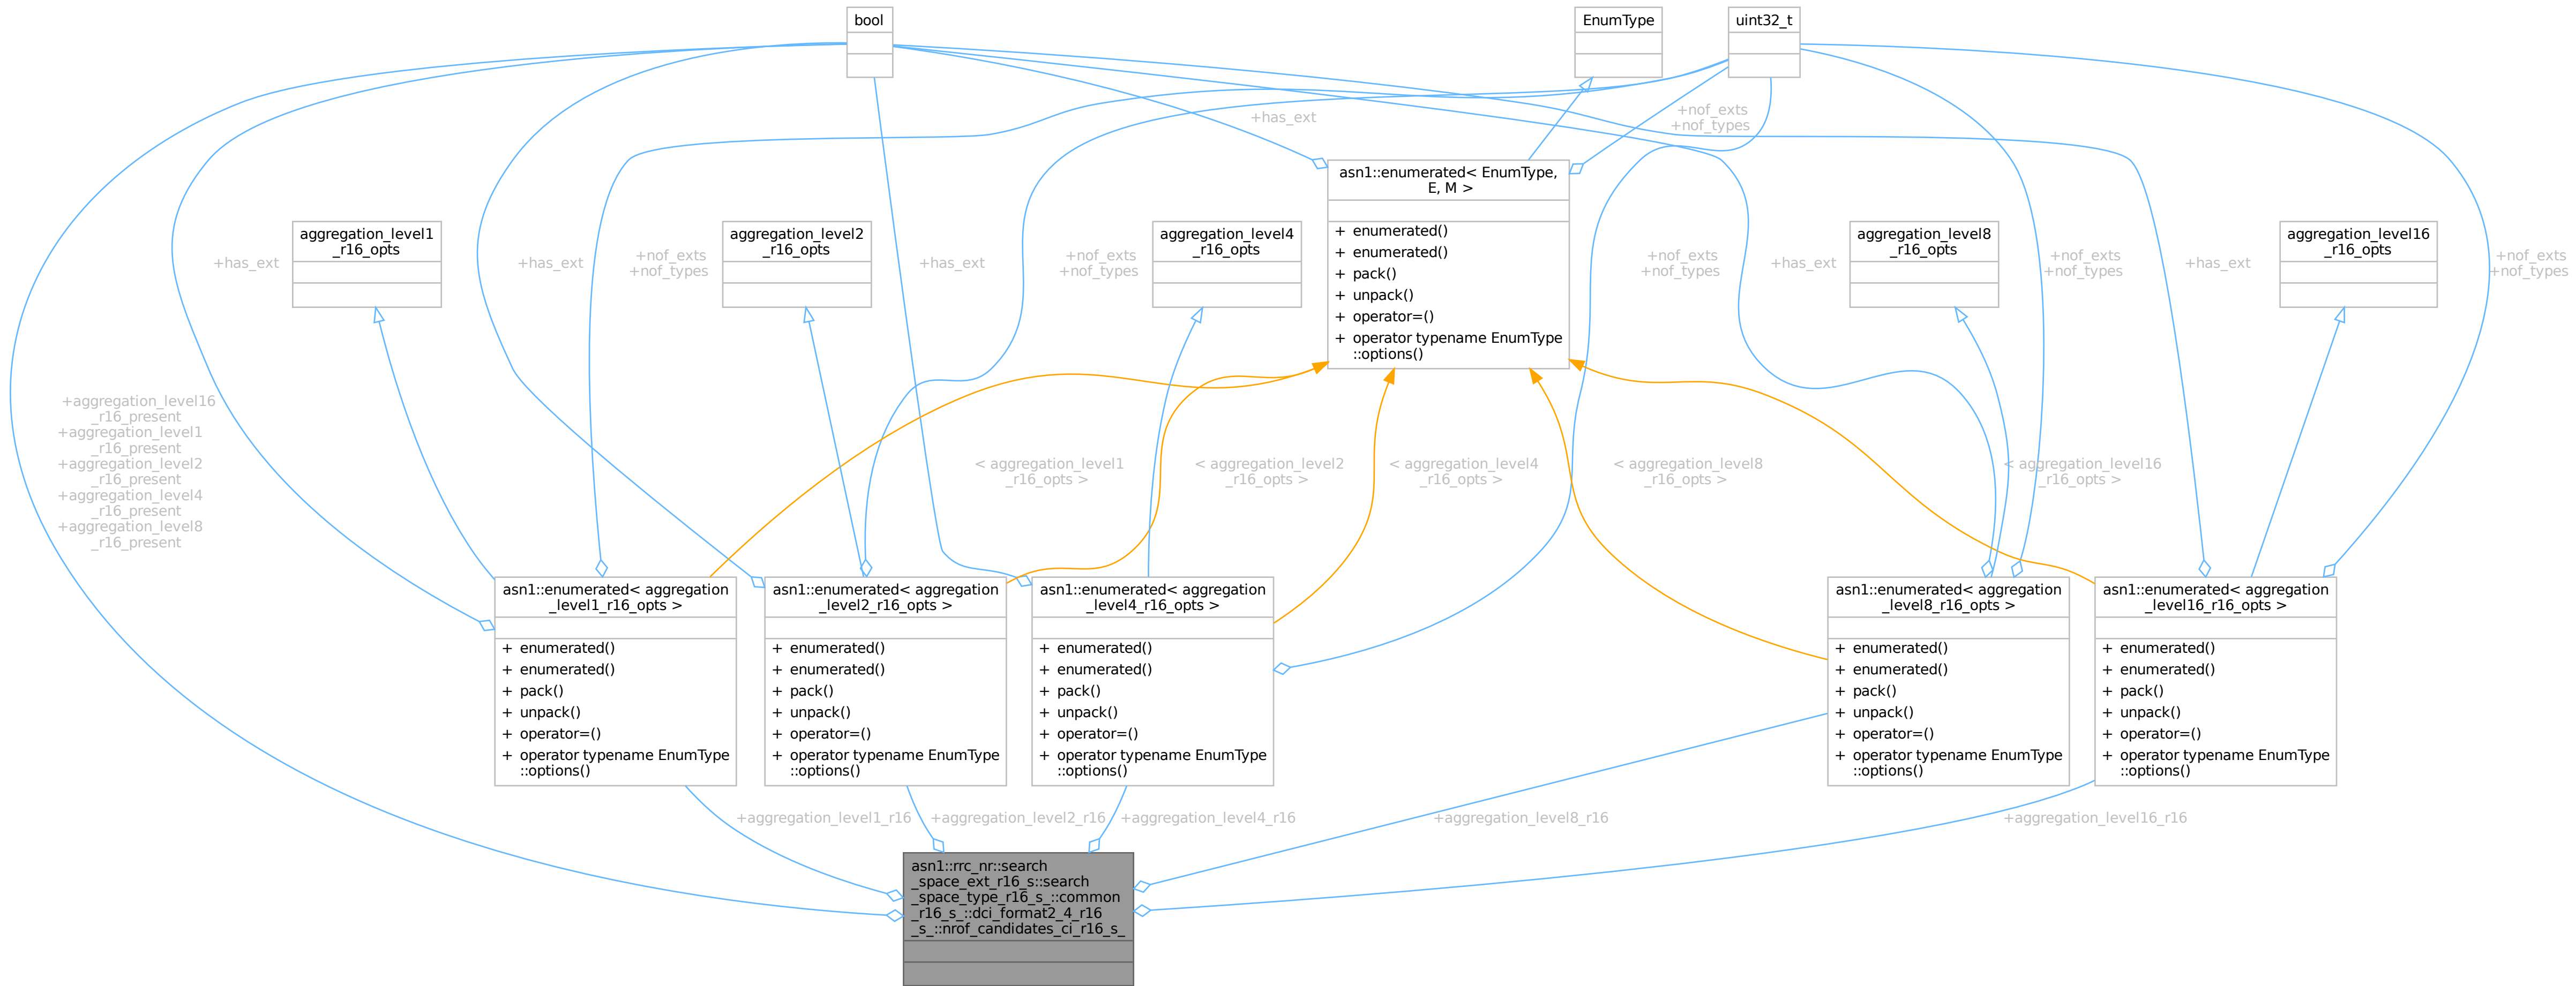 bool
EnumType
uint32_t
+has_ext
+nof_exts
+nof_types
asn1::enumerated< EnumType,
E, M >
+ enumerated()
+ enumerated()
+ pack()
+ unpack()
+ operator=()
+ operator typename EnumType
::options()
+has_ext
aggregation_level1
_r16_opts
+has_ext
+nof_exts
+nof_types
aggregation_level2
_r16_opts
+has_ext
+nof_exts
+nof_types
aggregation_level4
_r16_opts
+nof_exts
+nof_types
+has_ext
aggregation_level8
_r16_opts
+nof_exts
+nof_types
+has_ext
aggregation_level16
_r16_opts
+nof_exts
+nof_types
+aggregation_level16
_r16_present
+aggregation_level1
_r16_present
+aggregation_level2
_r16_present
+aggregation_level4
_r16_present
+aggregation_level8
_r16_present
< aggregation_level1
_r16_opts >
< aggregation_level2
_r16_opts >
< aggregation_level4
_r16_opts >
< aggregation_level8
_r16_opts >
< aggregation_level16
_r16_opts >
asn1::enumerated< aggregation
_level1_r16_opts >
+ enumerated()
+ enumerated()
+ pack()
+ unpack()
+ operator=()
+ operator typename EnumType
::options()
asn1::enumerated< aggregation
_level2_r16_opts >
+ enumerated()
+ enumerated()
+ pack()
+ unpack()
+ operator=()
+ operator typename EnumType
::options()
asn1::enumerated< aggregation
_level4_r16_opts >
+ enumerated()
+ enumerated()
+ pack()
+ unpack()
+ operator=()
+ operator typename EnumType
::options()
asn1::enumerated< aggregation
_level8_r16_opts >
+ enumerated()
+ enumerated()
+ pack()
+ unpack()
+ operator=()
+ operator typename EnumType
::options()
asn1::enumerated< aggregation
_level16_r16_opts >
+ enumerated()
+ enumerated()
+ pack()
+ unpack()
+ operator=()
+ operator typename EnumType
::options()
+aggregation_level1_r16
+aggregation_level2_r16
+aggregation_level4_r16
+aggregation_level8_r16
+aggregation_level16_r16
asn1::rrc_nr::search
_space_ext_r16_s::search
_space_type_r16_s_::common
_r16_s_::dci_format2_4_r16
_s_::nrof_candidates_ci_r16_s_